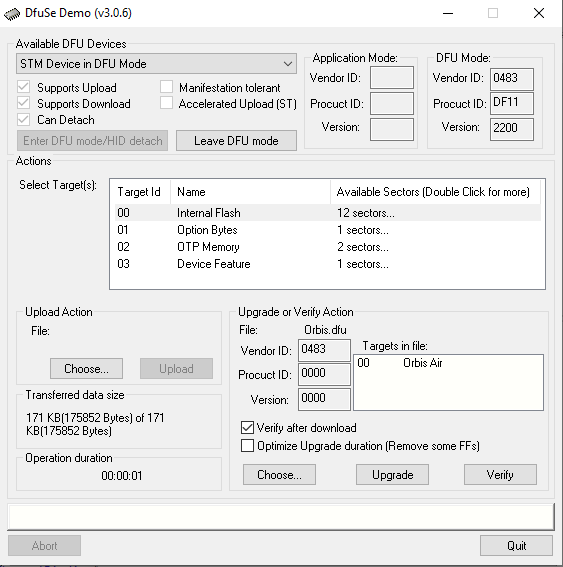 DfuSe Demo (v3.0.6)
Available DFU Devices
STM Device in DFU Mode
Supports Upload
Manifestation tolerant
Supports Download
Accelerated Upload (ST)
Can Detach
Enter DFU mode/HID detach
Leave DFU mode
Application Mode:
Vendor ID:
Procuct ID:
Version:
DFU Mode:
Vendor ID: 0483
Procuct ID: DF11
Version: 2200
Actions
Select Target(s):
Target Id Name Available Sectors (Double Click for more)
00 Internal Flash 12 sectors...
01 Option Bytes 1 sectors...
02 OTP Memory 2 sectors...
03 Device Feature 1 sectors...
Upload Action
File:
Choose...
Upload
Transferred data size
171 KB(175852 Bytes) of 171
KB(175852 Bytes)
Operation duration
00:00:01
Upgrade or Verify Action
File: Orbis.dfu
Vendor ID: 0483
Procuct ID: 0000
Version: 0000
Targets in file:
00 Orbis Air
Verify after download
Optimize Upgrade duration (Remove some FFs)
Choose...
Upgrade
Verify
Abort
Quit